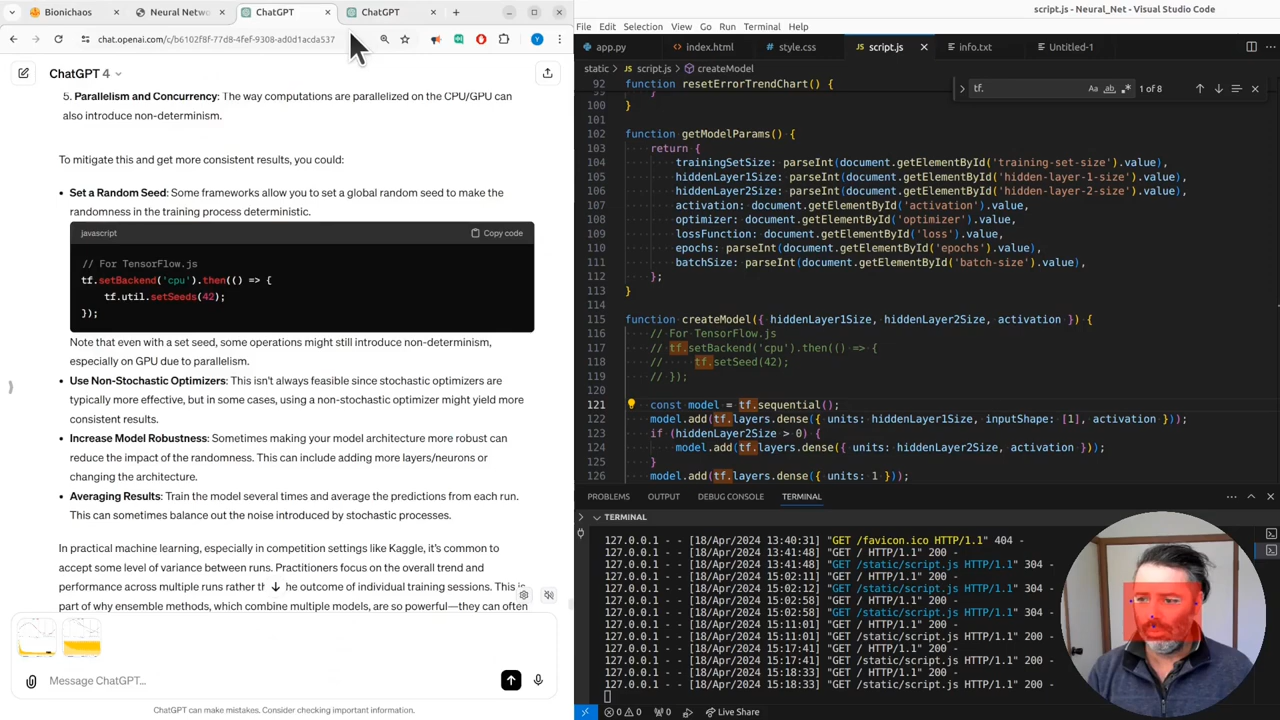 Bionichaos
Neural Network
ChatGPT
ChatGPT
chat.openai.com/c/b6102f8f-77d8-4fef-9308-ad0d1acda537
ChatGPT 4
5. Parallelism and Concurrency: The way computations are parallelized on the CPU/GPU can
also introduce non-determinism.
To mitigate this and get more consistent results, you could:
Set a Random Seed: Some frameworks allow you to set a global random seed to make the
randomness in the training process deterministic.
javascript
Copy code
// For TensorFlow.js
tf.setBackend('cpu').then(() => {
tf.util.setSeeds(42);
});
Note that even with a set seed, some operations might still introduce non-determinism,
especially on GPU due to parallelism.
Use Non-Stochastic Optimizers: This isn't always feasible since stochastic optimizers are
typically more effective, but in some cases, using a non-stochastic optimizer might yield more
consistent results.
Increase Model Robustness: Sometimes making your model architecture more robust can
reduce the impact of the randomness. This can include adding more layers/neurons or
changing the architecture.
Averaging Results: Train the model several times and average the predictions from each run.
This can sometimes balance out the noise introduced by stochastic processes.
In practical machine learning, especially in competition settings like Kaggle, it's common to
accept some level of variance between runs. Practitioners focus on the overall trend and
performance across multiple runs rather th he outcome of individual training sessions. This is
part of why ensemble methods, which combine multiple models, are so powerful—they can often
Message ChatGPT...
ChatGPT can make mistakes. Consider checking important information.
script.js - Neural_Net - Visual Studio Code
File Edit Selection View Go Run Terminal Help
app.py
index.html
style.css
script.js
info.txt
Untitled-1
static > script.js > createModel
tf.
Aa ab
1 of 8
92 function resetErrorTrendChart() {
99 }
100 }
101
102 function getModelParams() {
103 return {
104 trainingSetSize: parseInt(document.getElementById('training-set-size').value),
105 hiddenLayer1Size: parseInt(document.getElementById('hidden-layer-1-size').value),
106 hiddenLayer2Size: parseInt(document.getElementById('hidden-layer-2-size').value),
107 activation: document.getElementById('activation').value,
108 optimizer: document.getElementById('optimizer').value,
109 lossFunction: document.getElementById('loss').value,
110 epochs: parseInt(document.getElementById('epochs').value),
111 batchSize: parseInt(document.getElementById('batch-size').value),
112 };
113 }
114
115 function createModel({ hiddenLayer1Size, hiddenLayer2Size, activation }) {
116 // For TensorFlow.js
117 // tf.setBackend('cpu').then(() => {
118 // tf.setSeed(42);
119 // });
120
121 const model = tf.sequential();
122 model.add(tf.layers.dense({ units: hiddenLayer1Size, inputShape: [1], activation }));
123 if (hiddenLayer2Size > 0) {
124 model.add(tf.layers.dense({ units: hiddenLayer2Size, activation }));
125 }
126 model.add(tf.layers.dense({ units: 1 }));
PROBLEMS OUTPUT DEBUG CONSOLE TERMINAL
TERMINAL
127.0.0.1 - - [18/Apr/2024 13:40:31] "GET /favicon.ico HTTP/1.1" 404 -
127.0.0.1 - - [18/Apr/2024 13:41:48] "GET / HTTP/1.1" 200 -
127.0.0.1 - - [18/Apr/2024 13:41:48] "GET /static/script.js HTTP/1.1" 304 -
127.0.0.1 - - [18/Apr/2024 15:02:11] "GET / HTTP/1.1" 200 -
127.0.0.1 - - [18/Apr/2024 15:02:12] "GET /static/script.js HTTP/1.1" 304 -
127.0.0.1 - - [18/Apr/2024 15:02:58] "GET / HTTP/1.1" 200 -
127.0.0.1 - - [18/Apr/2024 15:02:58] "GET /static/script.js HTTP/1.1" 304 -
127.0.0.1 - - [18/Apr/2024 15:11:01] "GET / HTTP/1.1" 200 -
127.0.0.1 - - [18/Apr/2024 15:11:01] "GET /static/script.js HTTP/1.1" 200 -
127.0.0.1 - - [18/Apr/2024 15:17:41] "GET / HTTP/1.1" 200 -
127.0.0.1 - - [18/Apr/2024 15:17:41] "GET /static/script.js HTTP/1.1" 200 -
127.0.0.1 - - [18/Apr/2024 15:18:33] "GET / HTTP/1.1" 200 -
127.0.0.1 - - [18/Apr/2024 15:18:33] "GET /static/script.js HTTP/1.1" 200 -
0 0 0 Live Share